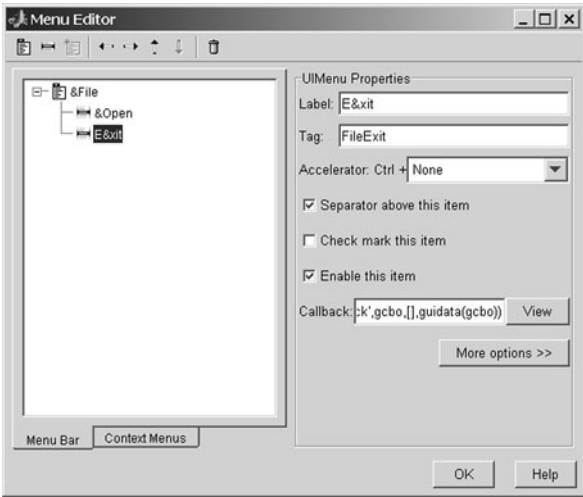 Menu Editor
&File
&Open
E&xit
UIMenu Properties
Label: E&xit
Tag: FileExit
Accelerator: Ctrl + None
Separator above this item
Check mark this item
Enable this item
Callback: ck',gcbo,[],guidata(gcbo)) View
More options >>
Menu Bar Context Menus
OK Help